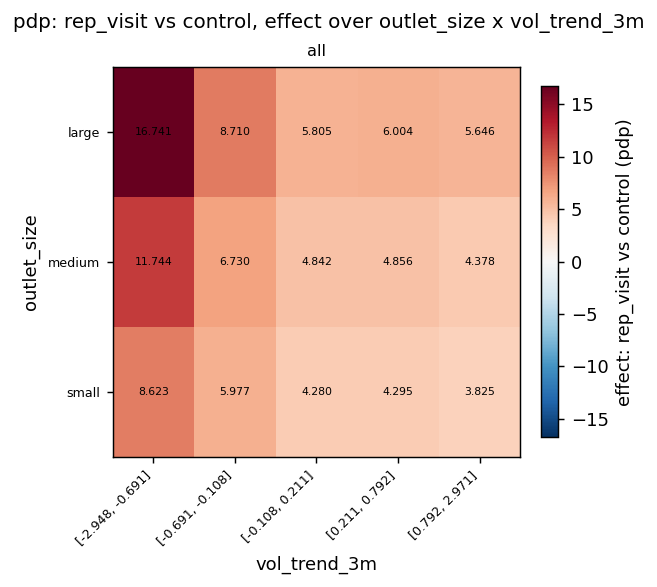 pdp: rep_visit vs control, effect over outlet_size x vol_trend_3m
all
outlet_size
large
16.741 8.710 5.805 6.004 5.646
medium
11.744 6.730 4.842 4.856 4.378
small
8.623 5.977 4.280 4.295 3.825
[-2.948, -0.691]
[-0.691, -0.108]
[-0.108, 0.211]
[0.211, 0.792]
[0.792, 2.971]
vol_trend_3m
15
10
5
0
−5
−10
−15
effect: rep_visit vs control (pdp)